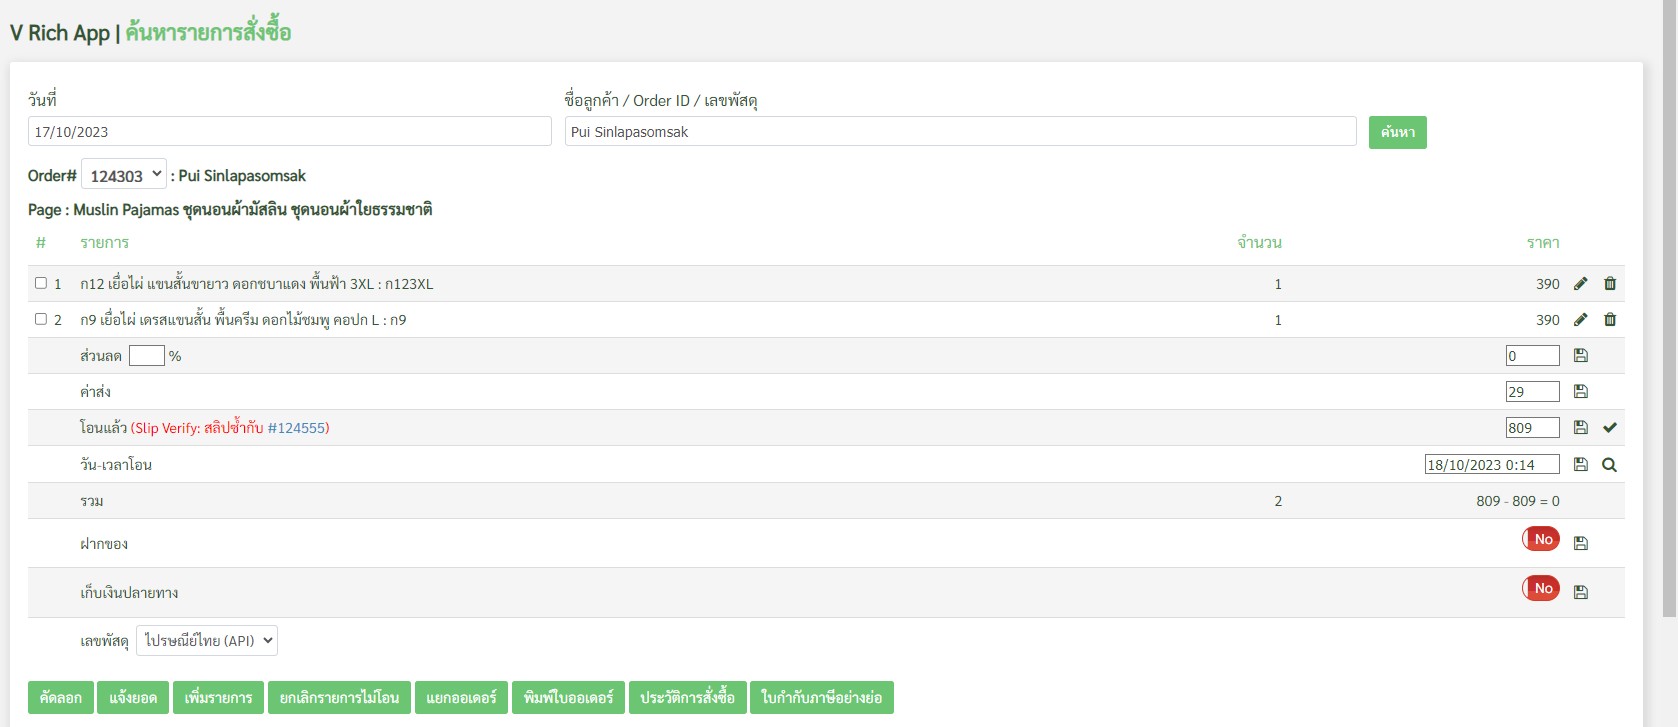 V Rich App | ค้นหารายการสั่งซื้อ
วันที่ ชื่อลูกค้า / Order ID / เลขพัสดุ
17/10/2023 Pui Sinlapasomsak ค้นหา
Order# 124303 : Pui Sinlapasomsak
Page : Muslin Pajamas ชุดนอนผ้ามัสลิน ชุดนอนผ้าใยธรรมชาติ
# รายการ จำนวน ราคา
1 ก12 เยื่อไผ่ แขนสั้นขายาว ดอกชบาแดง พื้นฟ้า 3XL : ก123XL 1 390
2 ก9 เยื่อไผ่ เดรสแขนสั้น พื้นครีม ดอกไม้ชมพู คอปก L : ก9 1 390
ส่วนลด % 0
ค่าส่ง 29
โอนแล้ว (Slip Verify: สลิปซ้ำกับ #124555) 809
วัน-เวลาโอน 18/10/2023 0:14
รวม 2 809 - 809 = 0
ฝากของ No
เก็บเงินปลายทาง No
เลขพัสดุ ไปรษณีย์ไทย (API)
คัดลอก แจ้งยอด เพิ่มรายการ ยกเลิกรายการไม่โอน แยกออเดอร์ พิมพ์ใบออเดอร์ ประวัติการสั่งซื้อ ใบกำกับภาษีอย่างย่อ